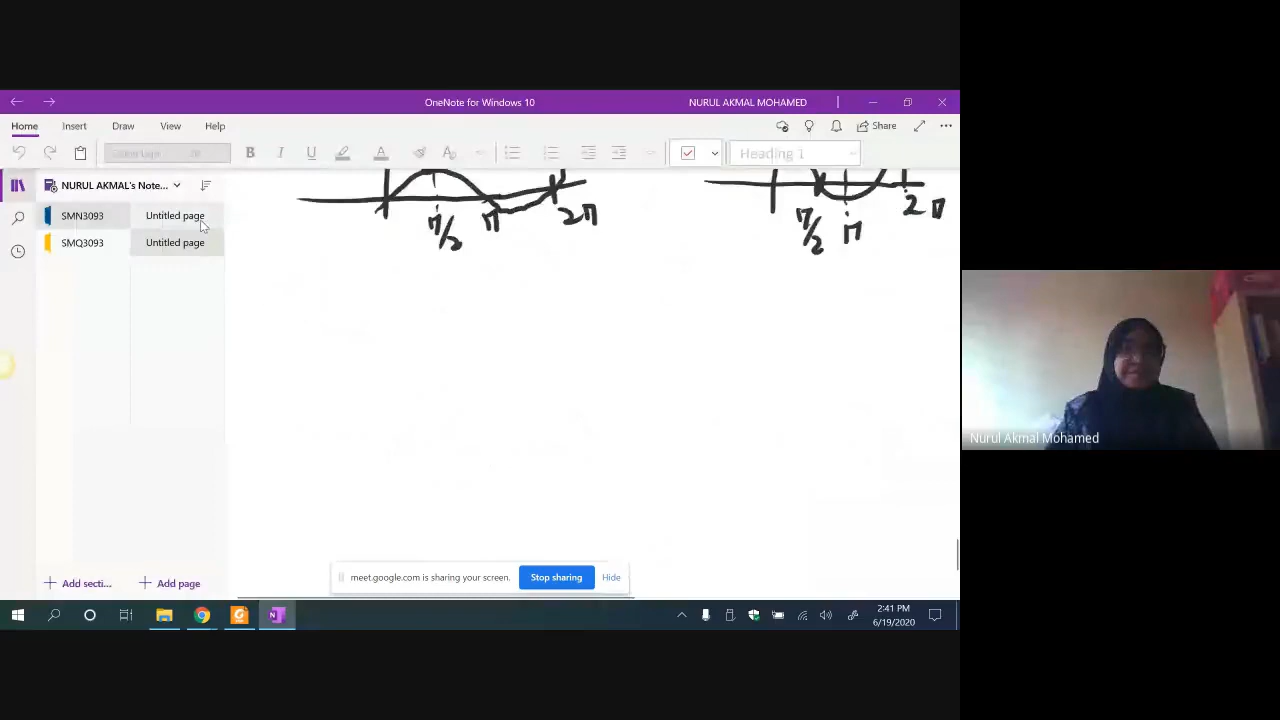 OneNote for Windows 10
NURUL AKMAL MOHAMED
Home Insert Draw View Help
Share
B I U A
Heading 1
NURUL AKMAL's Note...
SMN3093 Untitled page
SMQ3093 Untitled page
π/2 π 2π
π/2 π 2π
Nurul Akmal Mohamed
meet.google.com is sharing your screen. Stop sharing Hide
+ Add secti... + Add page
2:41 PM
6/19/2020